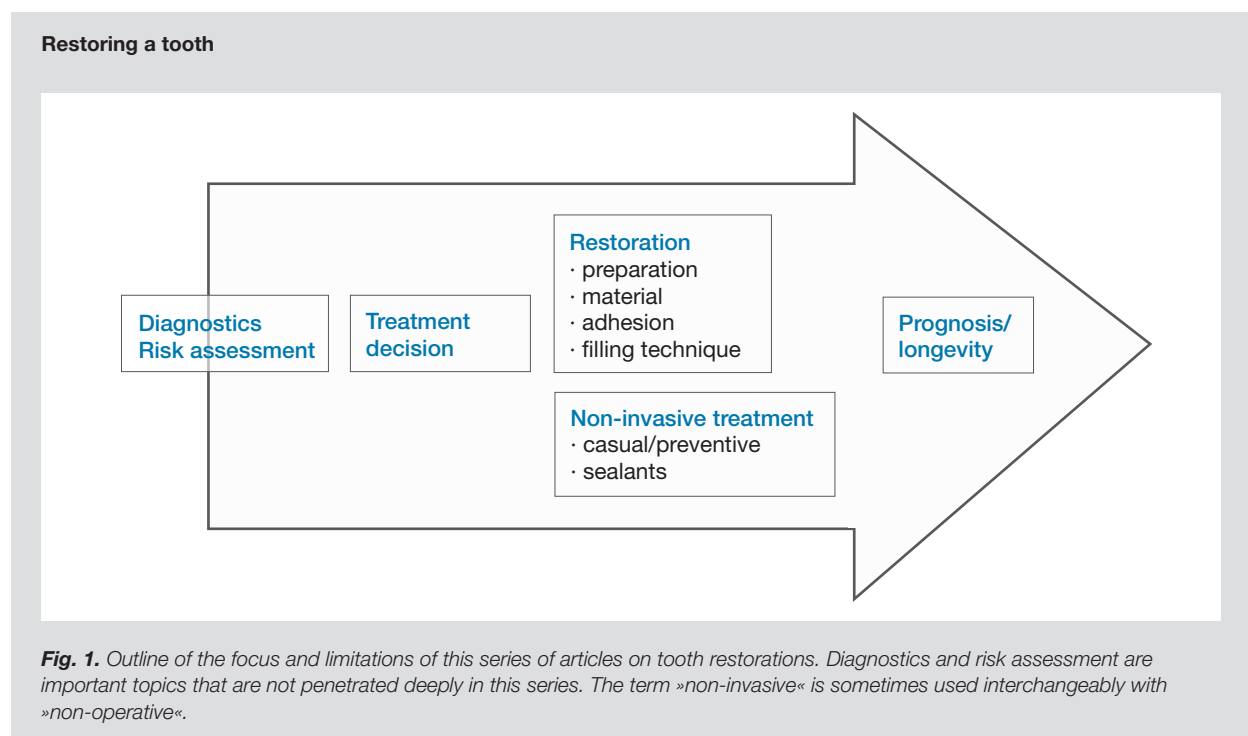 Restoring a tooth
Diagnostics
Risk assessment
Treatment
decision
Restoration
· preparation
· material
· adhesion
· filling technique
Non-invasive treatment
· casual/preventive
· sealants
Prognosis/
longevity
Fig. 1. Outline of the focus and limitations of this series of articles on tooth restorations. Diagnostics and risk assessment are
important topics that are not penetrated deeply in this series. The term »non-invasive« is sometimes used interchangeably with
»non-operative«.